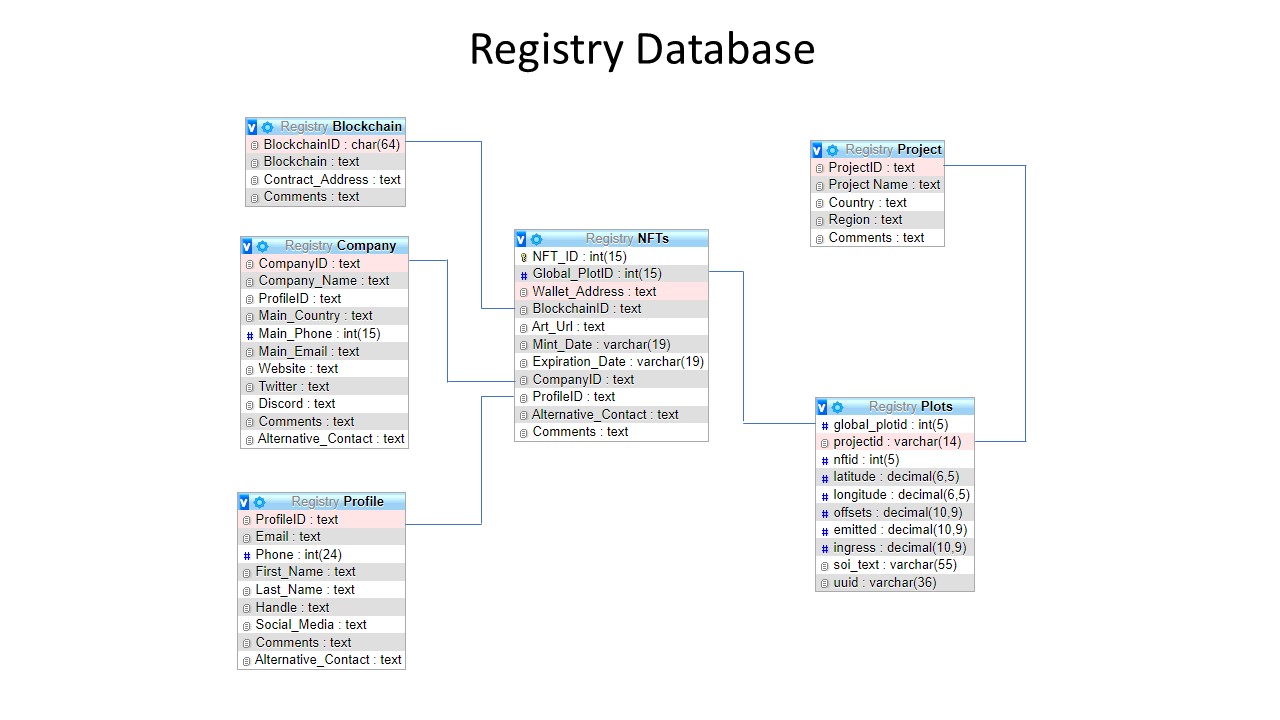 Registry Database
Registry Blockchain
BlockchainID : char(64)
Blockchain : text
Contract_Address : text
Comments : text
Registry Company
CompanyID : text
Company_Name : text
ProfileID : text
Main_Country : text
# Main_Phone : int(15)
Main_Email : text
Website : text
Twitter : text
Discord : text
Comments : text
Alternative_Contact : text
Registry Profile
ProfileID : text
Email : text
# Phone : int(24)
First_Name : text
Last_Name : text
Handle : text
Social_Media : text
Comments : text
Alternative_Contact : text
Registry NFTs
NFT_ID : int(15)
# Global_PlotID : int(15)
Wallet_Address : text
BlockchainID : text
Art_Url : text
Mint_Date : varchar(19)
Expiration_Date : varchar(19)
CompanyID : text
ProfileID : text
Alternative_Contact : text
Comments : text
Registry Project
ProjectID : text
Project Name : text
Country : text
Region : text
Comments : text
Registry Plots
# global_plotid : int(5)
projectid : varchar(14)
# nftid : int(5)
# latitude : decimal(6,5)
# longitude : decimal(6,5)
# offsets : decimal(10,9)
# emitted : decimal(10,9)
# ingress : decimal(10,9)
soi_text : varchar(55)
uuid : varchar(36)